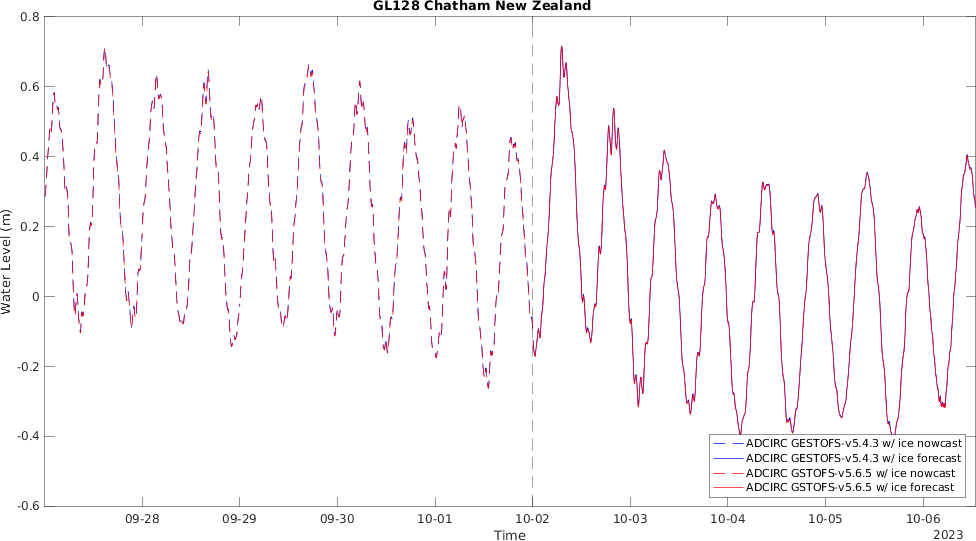 GL128 Chatham New Zealand
0.8
0.6
0.4
0.2
0
-0.2
-0.4
-0.6
Water Level (m)
ADCIRC GESTOFS-v5.4.3 w/ ice nowcast
ADCIRC GESTOFS-v5.4.3 w/ ice forecast
ADCIRC GSTOFS-v5.6.5 w/ ice nowcast
ADCIRC GSTOFS-v5.6.5 w/ ice forecast
09-28 09-29 09-30 10-01 10-02 10-03 10-04 10-05 10-06
Time
2023